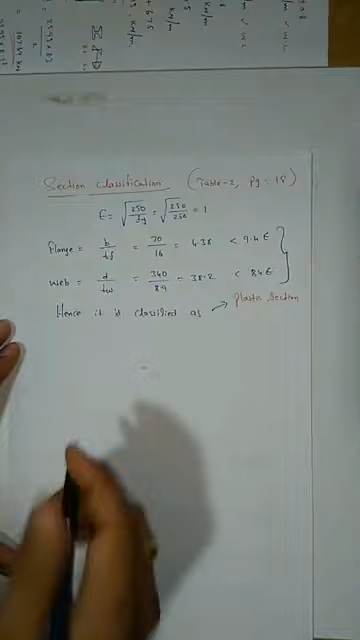 Section classification (Table-2, Pg: 18)
ε = √250/fy = √250/250 = 1
Flange = b/tf = 70/16 = 4.38 < 9.4 ε
Web = d/tw = 340/8.9 = 38.2 < 84 ε
Hence it is classified as → Plastic Section